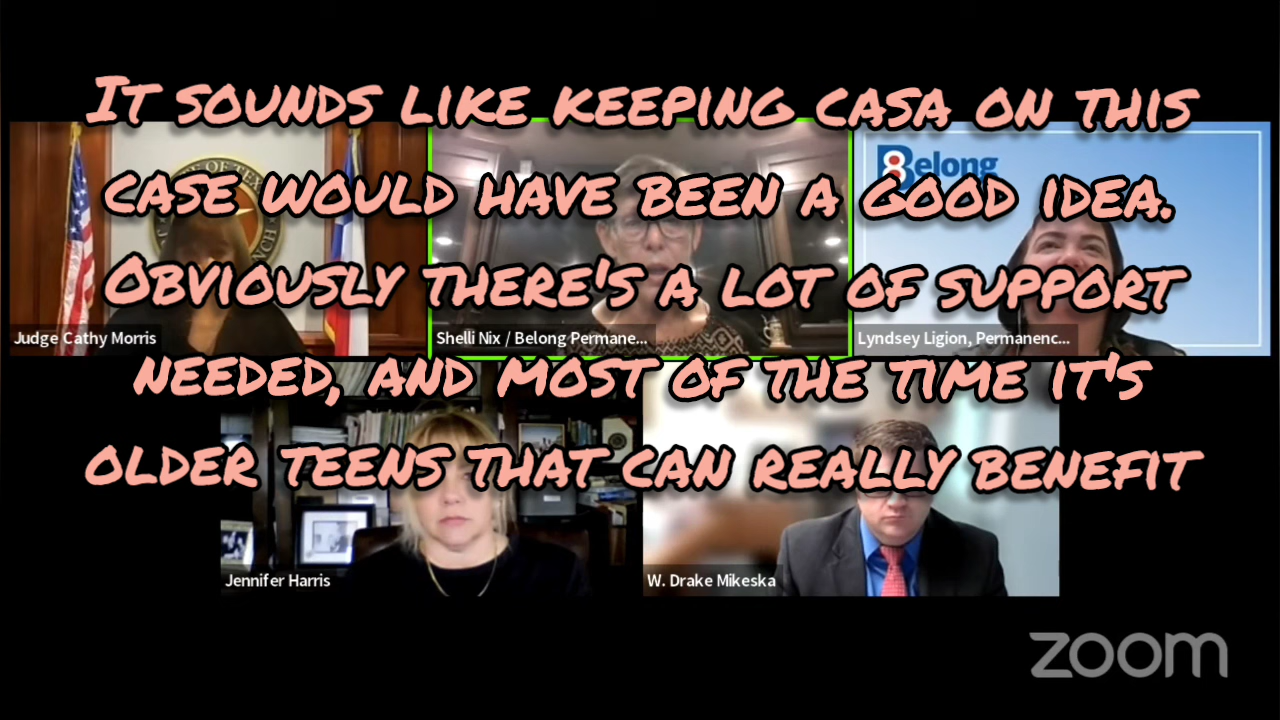 It sounds like keeping casa on this
case would have been a good idea.
Obviously there's a lot of support
needed, and most of the time it's
older teens that can really benefit
Belong
Judge Cathy Morris
Shelli Nix / Belong Permane...
Lyndsey Ligion, Permanenc...
Jennifer Harris
W. Drake Mikeska
zoom